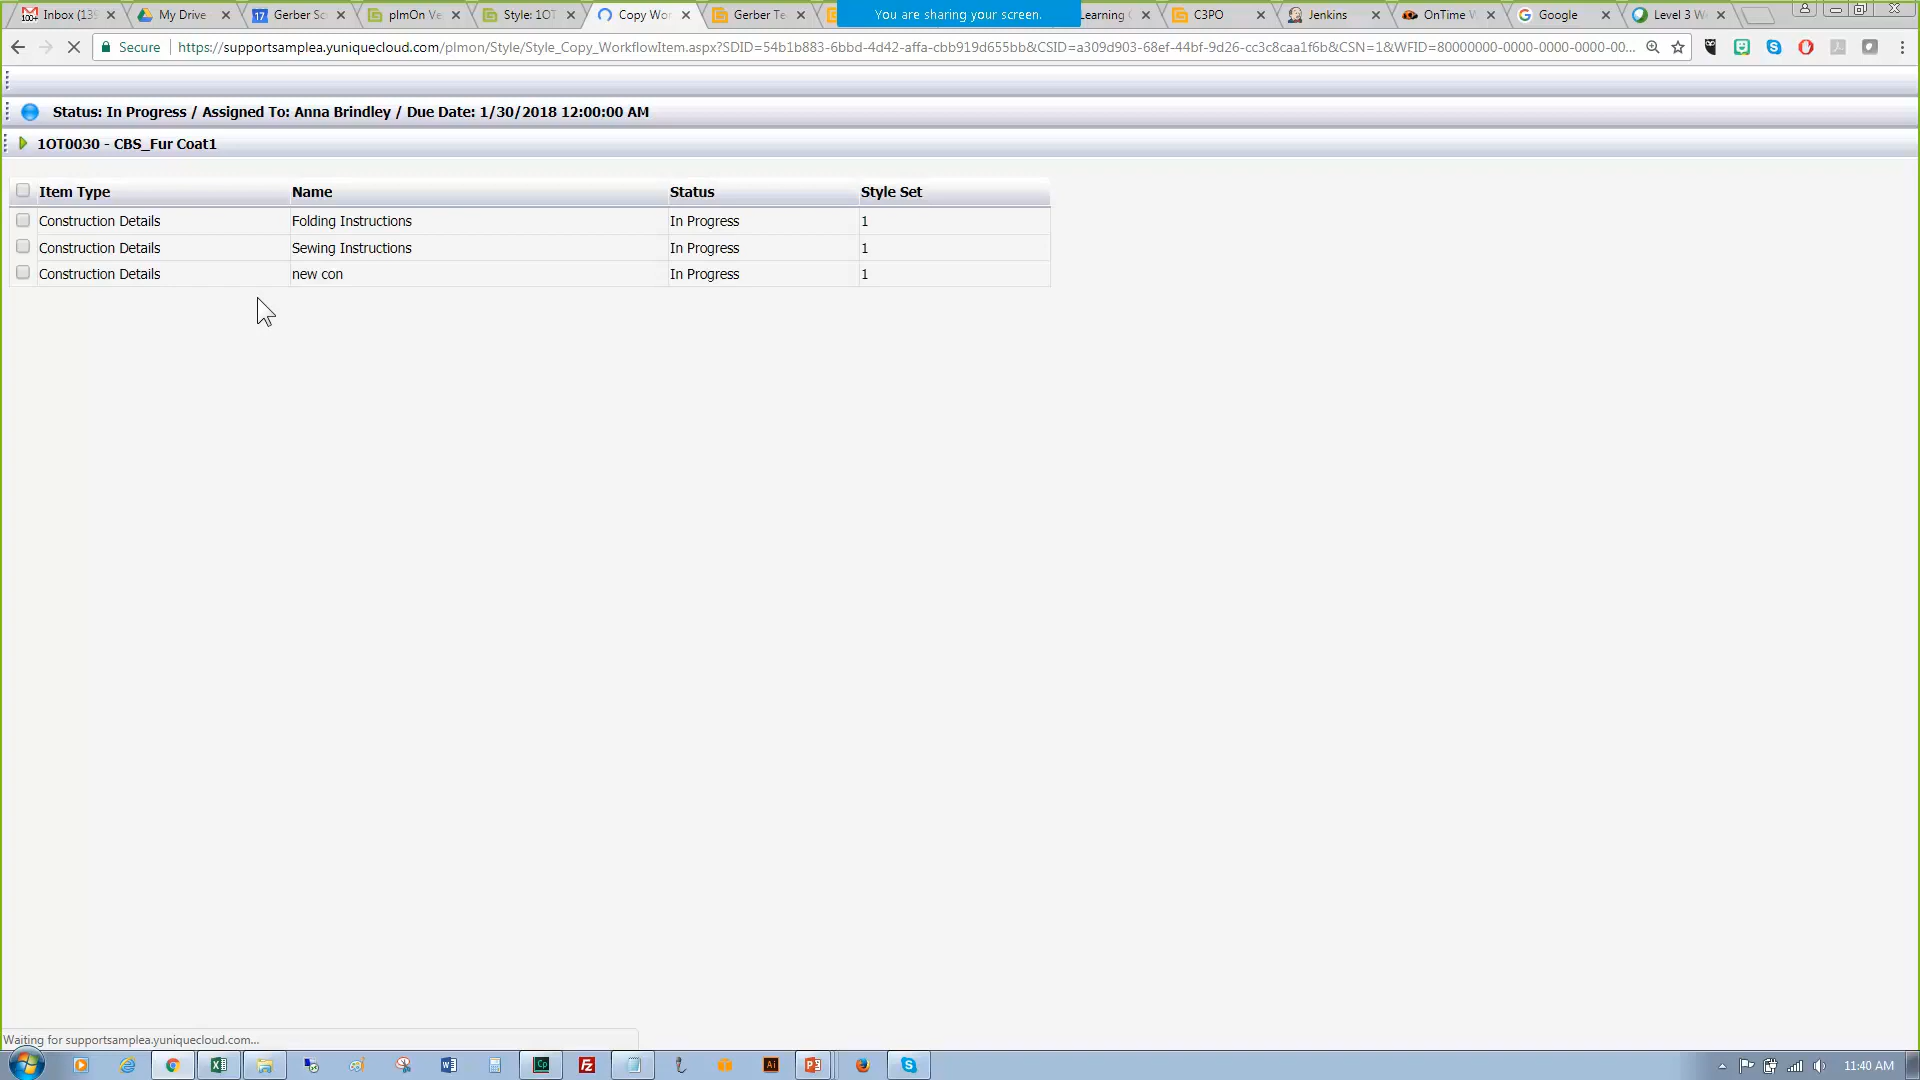 Inbox (139
My Drive
17 Gerber Sc
plmOn Ve
Style: 1OT
Copy Wor
Gerber Te
You are sharing your screen.
Learning
C3PO
Jenkins
OnTime
Google
Level 3 W
Secure https://supportsamplea.yuniquecloud.com/plmon/Style/Style_Copy_WorkflowItem.aspx?SDID=54b1b883-6bbd-4d42-affa-cbb919d655bb&CSID=a309d903-68ef-44bf-9d26-cc3c8caa1f6b&CSN=1&WFID=80000000-0000-0000-0000-00...
Status: In Progress / Assigned To: Anna Brindley / Due Date: 1/30/2018 12:00:00 AM
1OT0030 - CBS_Fur Coat1
Item Type Name Status Style Set
Construction Details Folding Instructions In Progress 1
Construction Details Sewing Instructions In Progress 1
Construction Details new con In Progress 1
Waiting for supportsamplea.yuniquecloud.com...
11:40 AM